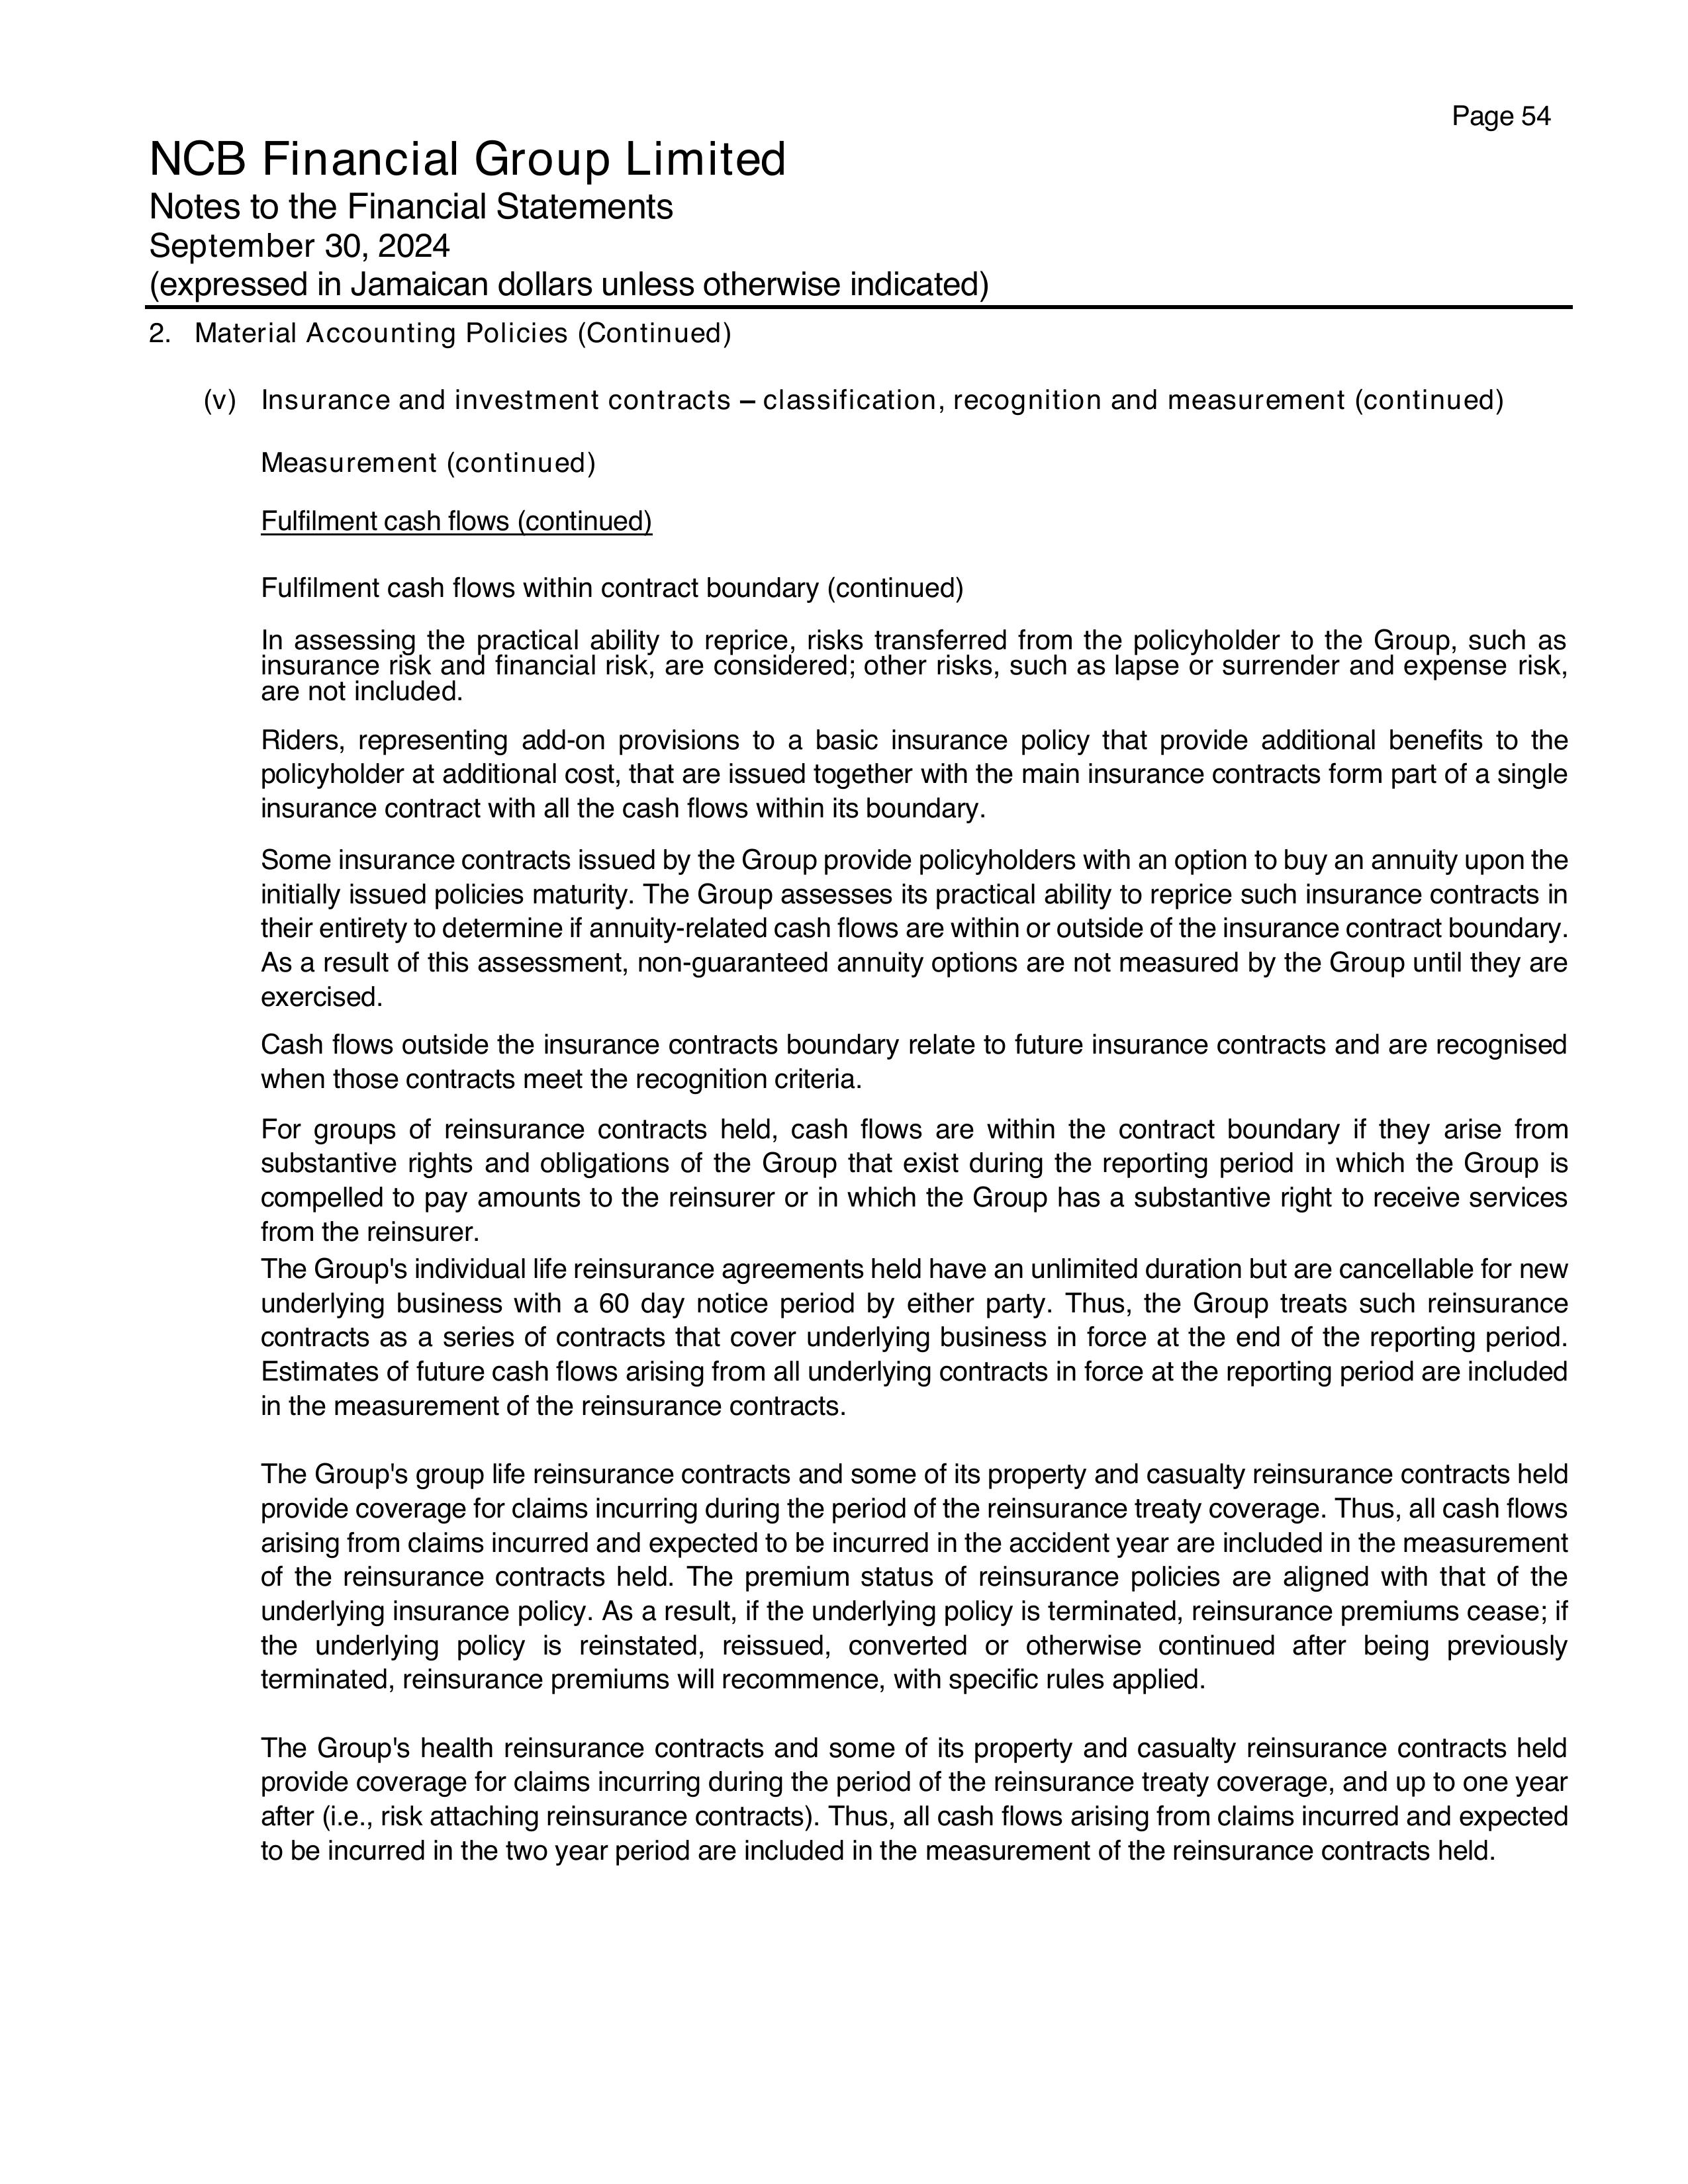 Page 54
NCB Financial Group Limited
Notes to the Financial Statements
September 30, 2024
(expressed in Jamaican dollars unless otherwise indicated)
2. Material Accounting Policies (Continued)
(v) Insurance and investment contracts – classification, recognition and measurement (continued)
Measurement (continued)
Fulfilment cash flows (continued)
Fulfilment cash flows within contract boundary (continued)
In assessing the practical ability to reprice, risks transferred from the policyholder to the Group, such as
insurance risk and financial risk, are considered; other risks, such as lapse or surrender and expense risk,
are not included.
Riders, representing add-on provisions to a basic insurance policy that provide additional benefits to the
policyholder at additional cost, that are issued together with the main insurance contracts form part of a single
insurance contract with all the cash flows within its boundary.
Some insurance contracts issued by the Group provide policyholders with an option to buy an annuity upon the
initially issued policies maturity. The Group assesses its practical ability to reprice such insurance contracts in
their entirety to determine if annuity-related cash flows are within or outside of the insurance contract boundary.
As a result of this assessment, non-guaranteed annuity options are not measured by the Group until they are
exercised.
Cash flows outside the insurance contracts boundary relate to future insurance contracts and are recognised
when those contracts meet the recognition criteria.
For groups of reinsurance contracts held, cash flows are within the contract boundary if they arise from
substantive rights and obligations of the Group that exist during the reporting period in which the Group is
compelled to pay amounts to the reinsurer or in which the Group has a substantive right to receive services
from the reinsurer.
The Group's individual life reinsurance agreements held have an unlimited duration but are cancellable for new
underlying business with a 60 day notice period by either party. Thus, the Group treats such reinsurance
contracts as a series of contracts that cover underlying business in force at the end of the reporting period.
Estimates of future cash flows arising from all underlying contracts in force at the reporting period are included
in the measurement of the reinsurance contracts.
The Group's group life reinsurance contracts and some of its property and casualty reinsurance contracts held
provide coverage for claims incurring during the period of the reinsurance treaty coverage. Thus, all cash flows
arising from claims incurred and expected to be incurred in the accident year are included in the measurement
of the reinsurance contracts held. The premium status of reinsurance policies are aligned with that of the
underlying insurance policy. As a result, if the underlying policy is terminated, reinsurance premiums cease; if
the underlying policy is reinstated, reissued, converted or otherwise continued after being previously
terminated, reinsurance premiums will recommence, with specific rules applied.
The Group's health reinsurance contracts and some of its property and casualty reinsurance contracts held
provide coverage for claims incurring during the period of the reinsurance treaty coverage, and up to one year
after (i.e., risk attaching reinsurance contracts). Thus, all cash flows arising from claims incurred and expected
to be incurred in the two year period are included in the measurement of the reinsurance contracts held.